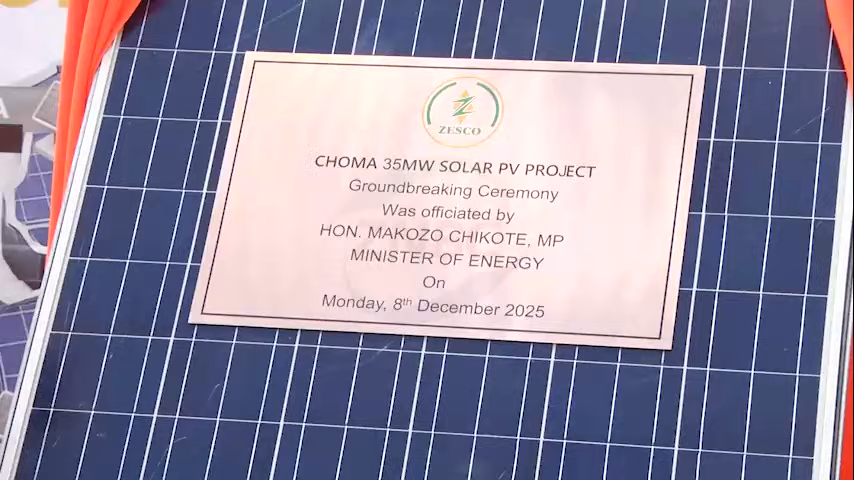 ZESCO
CHOMA 35MW SOLAR PV PROJECT
Groundbreaking Ceremony
Was officiated by
HON. MAKOZO CHIKOTE, MP
MINISTER OF ENERGY
On
Monday, 8th December 2025